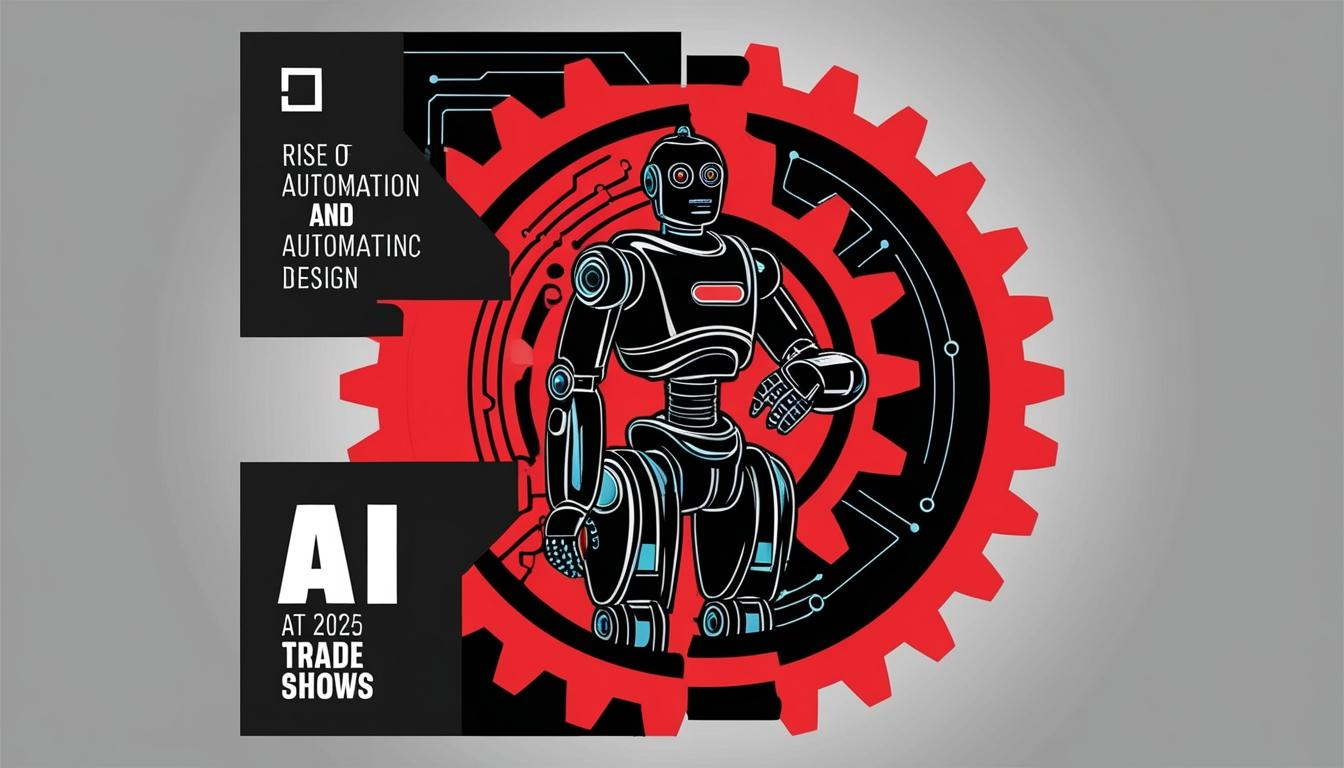 RISE O
AUTOMATION
AND
AUTOMATINC
DESIGN
AI
AT 2025
TRADE
SHOWS